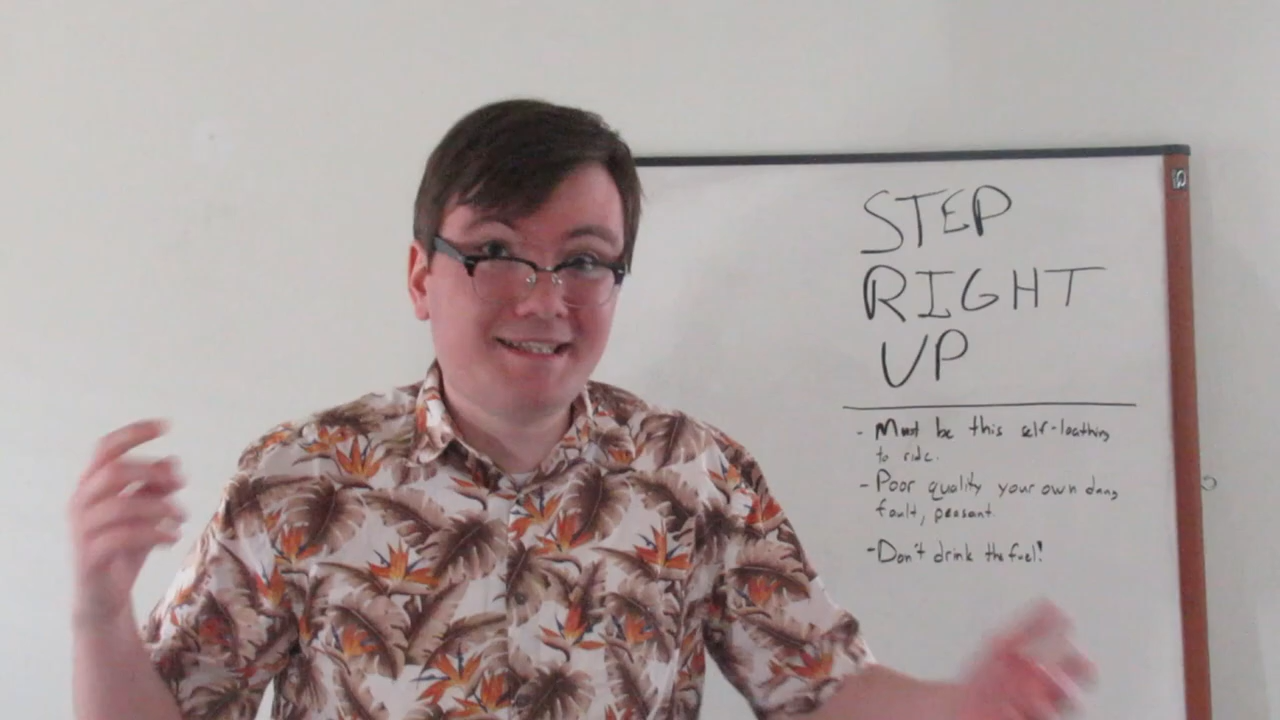 STEP
RIGHT
UP
- Must be this self-loathing
to ride.
- Poor quality your own dang
fault, peasant.
- Don't drink the fuel!